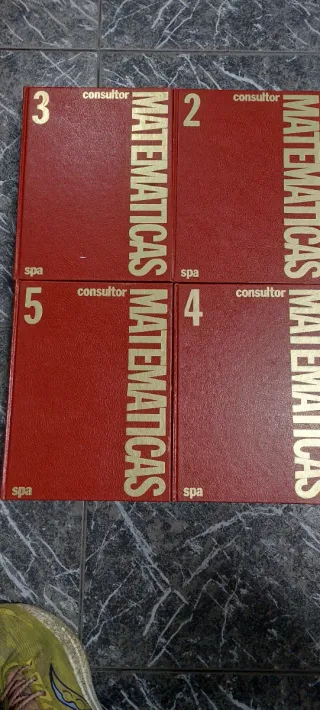 3
consultor
MATEMATICAS
spa
2
consultor
MATEMATICAS
spa
5
consultor
MATEMATICAS
spa
4
consultor
MATEMATICAS
spa